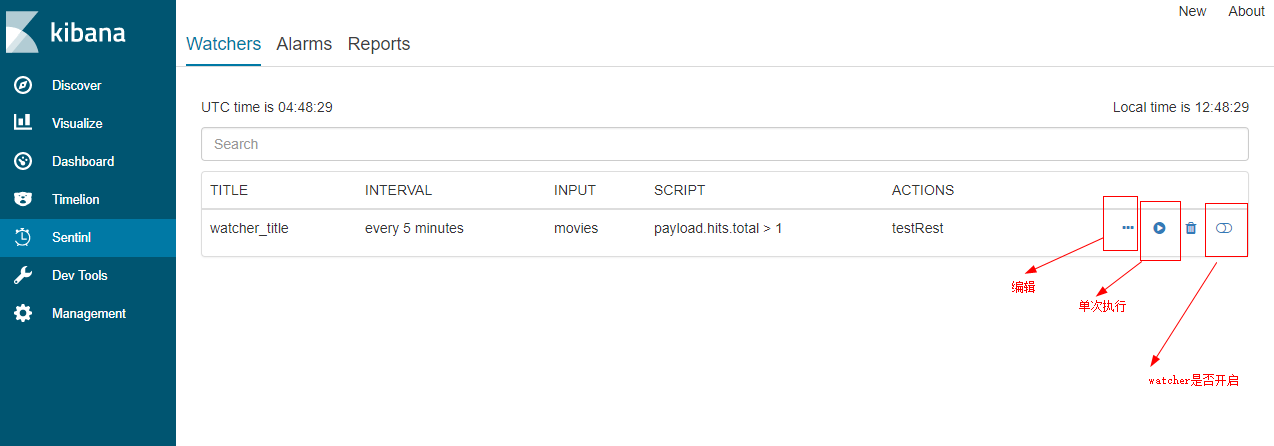 New About
kibana
Watchers Alarms Reports
Discover
Visualize
Dashboard
Timelion
Sentinl
Dev Tools
Management
UTC time is 04:48:29 Local time is 12:48:29
Search
TITLE INTERVAL INPUT SCRIPT ACTIONS
watcher_title every 5 minutes movies payload.hits.total > 1 testRest
编辑
单次执行
watcher是否开启